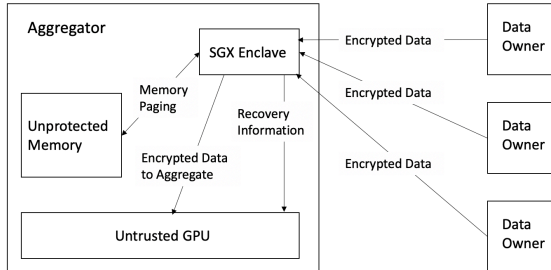 Aggregator
SGX Enclave
Encrypted Data
Data
Owner
Memory
Paging
Encrypted Data
Unprotected
Memory
Recovery
Information
Data
Owner
Encrypted Data
to Aggregate
Encrypted Data
Untrusted GPU
Data
Owner